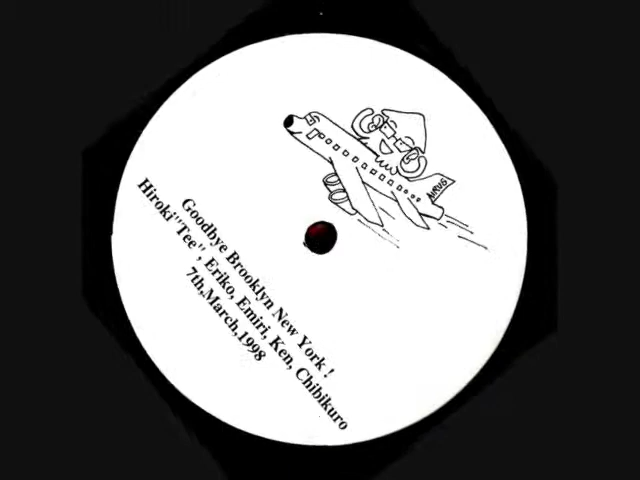 Goodbye Brooklyn New York !
Hiroki"Tee", Eriko, Emiri, Ken, Chibikuro
7th,March,1998